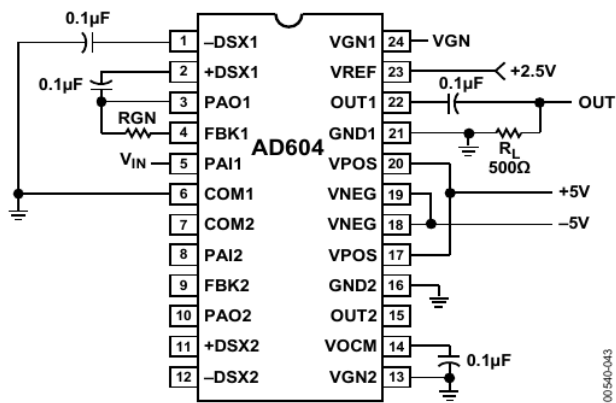 0.1µF
1 –DSX1 VGN1 24 VGN
2 +DSX1 VREF 23 +2.5V
0.1µF
0.1µF
3 PAO1 OUT1 22 OUT
RGN
4 FBK1 GND1 21
AD604
RL
500Ω
VIN
5 PAI1 VPOS 20
6 COM1 VNEG 19 +5V
7 COM2 VNEG 18 –5V
8 PAI2 VPOS 17
9 FBK2 GND2 16
10 PAO2 OUT2 15
11 +DSX2 VOCM 14
0.1µF
12 –DSX2 VGN2 13
00540-043